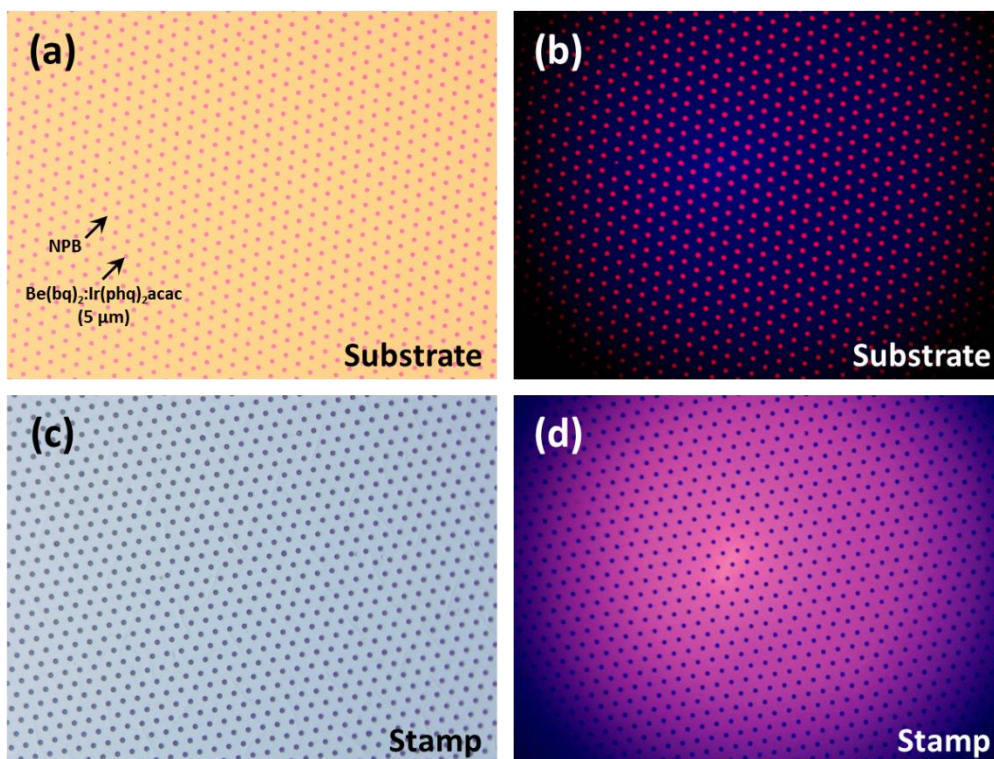 (a)
NPB
Be(bq)₂:Ir(phq)₂acac
(5 μm)
Substrate
(b)
Substrate
(c)
Stamp
(d)
Stamp